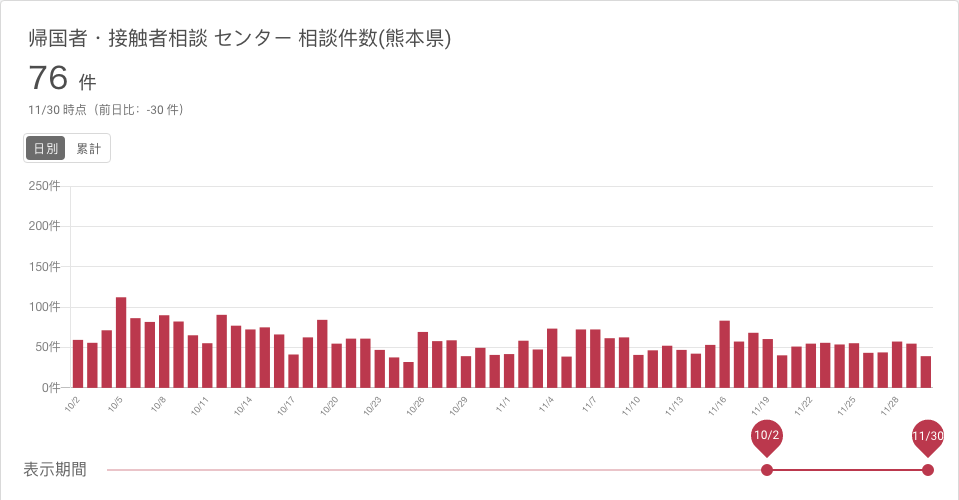 帰国者・接触者相談 センター 相談件数(熊本県)
76 件
11/30 時点（前日比：-30 件）
日別 累計
250件
200件
150件
100件
50件
0件
10/2 10/5 10/8 10/11 10/14 10/17 10/20 10/23 10/26 10/29 11/1 11/4 11/7 11/10 11/13 11/16 11/19 11/22 11/25 11/28
10/2 11/30
表示期間